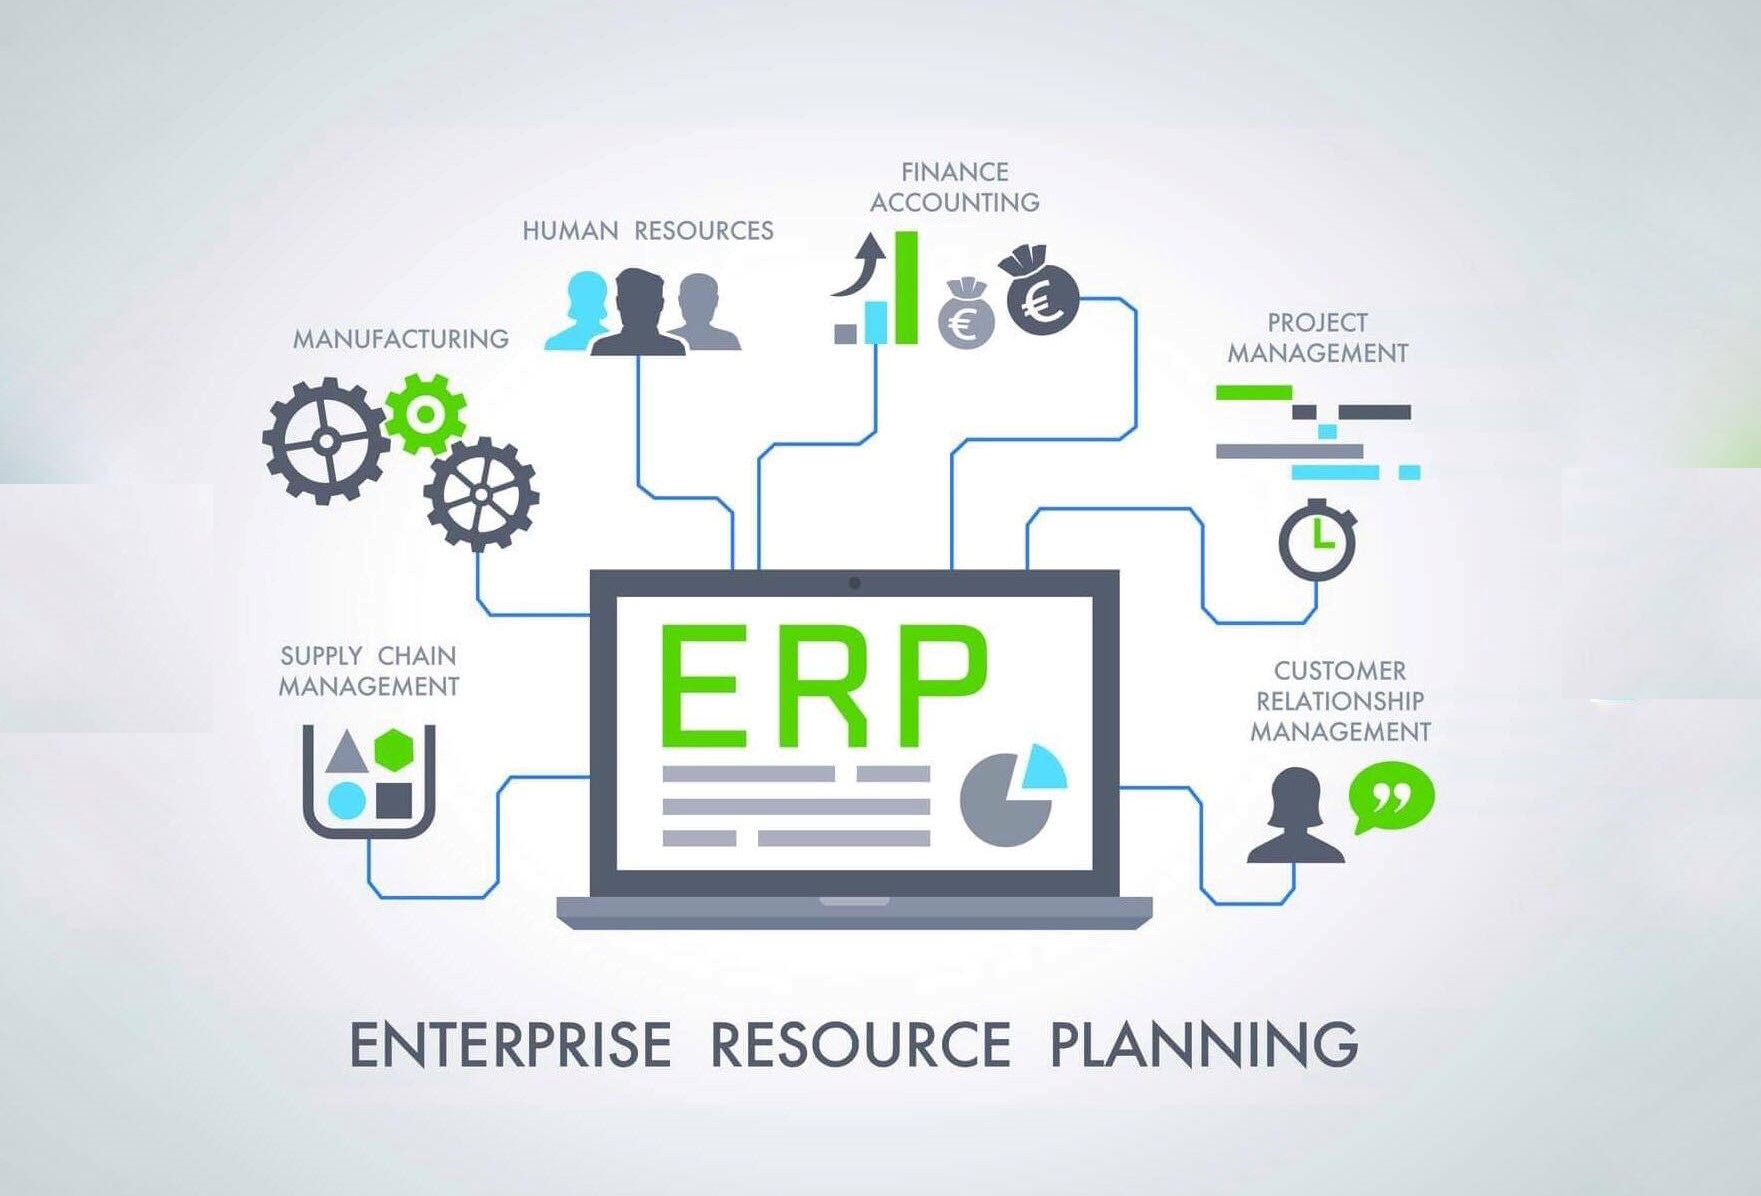 FINANCE
ACCOUNTING
HUMAN RESOURCES
MANUFACTURING
PROJECT
MANAGEMENT
SUPPLY CHAIN
MANAGEMENT
CUSTOMER
RELATIONSHIP
MANAGEMENT
ERP
ENTERPRISE RESOURCE PLANNING